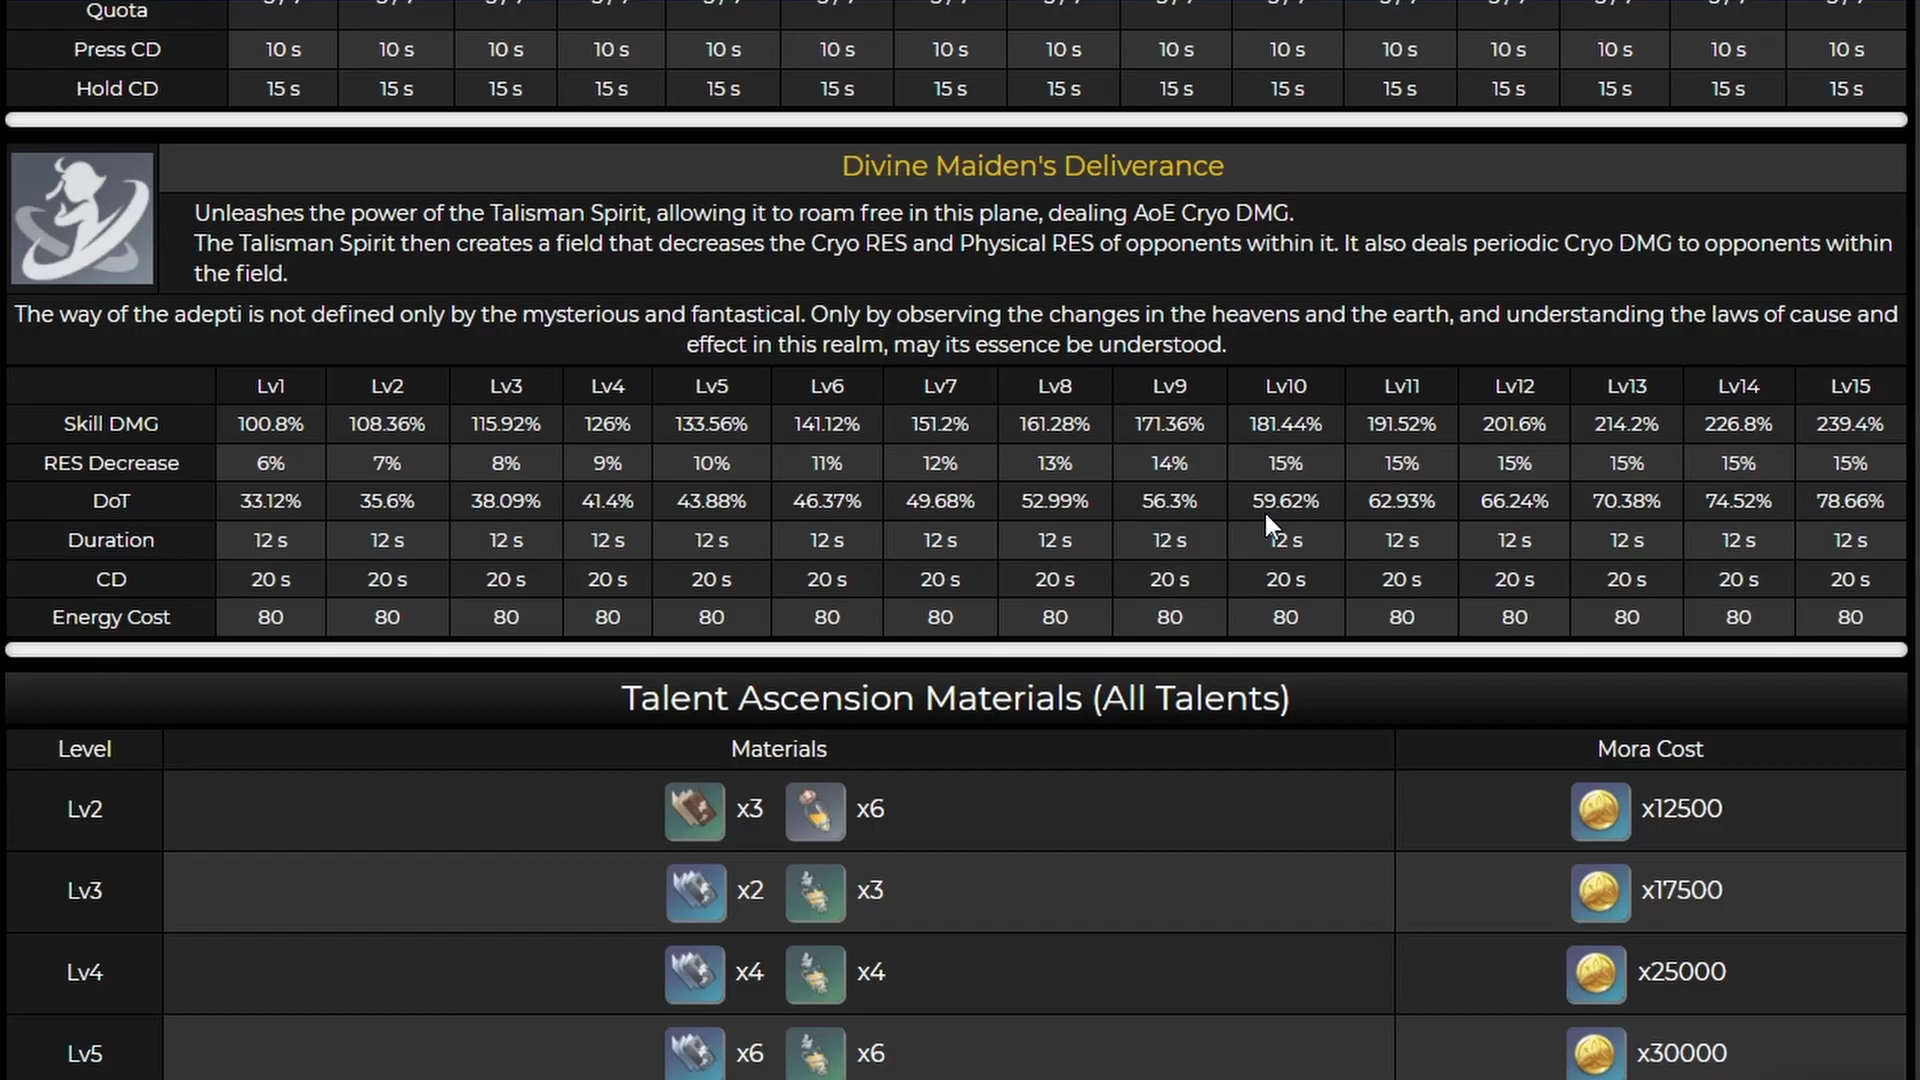 Quota
Press CD 10 s 10 s 10 s 10 s 10 s 10 s 10 s 10 s 10 s 10 s 10 s 10 s 10 s 10 s 10 s
Hold CD 15 s 15 s 15 s 15 s 15 s 15 s 15 s 15 s 15 s 15 s 15 s 15 s 15 s 15 s 15 s
Divine Maiden's Deliverance
Unleashes the power of the Talisman Spirit, allowing it to roam free in this plane, dealing AoE Cryo DMG.
The Talisman Spirit then creates a field that decreases the Cryo RES and Physical RES of opponents within it. It also deals periodic Cryo DMG to opponents within
the field.
The way of the adepti is not defined only by the mysterious and fantastical. Only by observing the changes in the heavens and the earth, and understanding the laws of cause and
effect in this realm, may its essence be understood.
Lv1 Lv2 Lv3 Lv4 Lv5 Lv6 Lv7 Lv8 Lv9 Lv10 Lv11 Lv12 Lv13 Lv14 Lv15
Skill DMG 100.8% 108.36% 115.92% 126% 133.56% 141.12% 151.2% 161.28% 171.36% 181.44% 191.52% 201.6% 214.2% 226.8% 239.4%
RES Decrease 6% 7% 8% 9% 10% 11% 12% 13% 14% 15% 15% 15% 15% 15% 15%
DoT 33.12% 35.6% 38.09% 41.4% 43.88% 46.37% 49.68% 52.99% 56.3% 59.62% 62.93% 66.24% 70.38% 74.52% 78.66%
Duration 12 s 12 s 12 s 12 s 12 s 12 s 12 s 12 s 12 s 12 s 12 s 12 s 12 s 12 s 12 s
CD 20 s 20 s 20 s 20 s 20 s 20 s 20 s 20 s 20 s 20 s 20 s 20 s 20 s 20 s 20 s
Energy Cost 80 80 80 80 80 80 80 80 80 80 80 80 80 80 80
Talent Ascension Materials (All Talents)
Level Materials Mora Cost
Lv2 x3 x6 x12500
Lv3 x2 x3 x17500
Lv4 x4 x4 x25000
Lv5 x6 x6 x30000